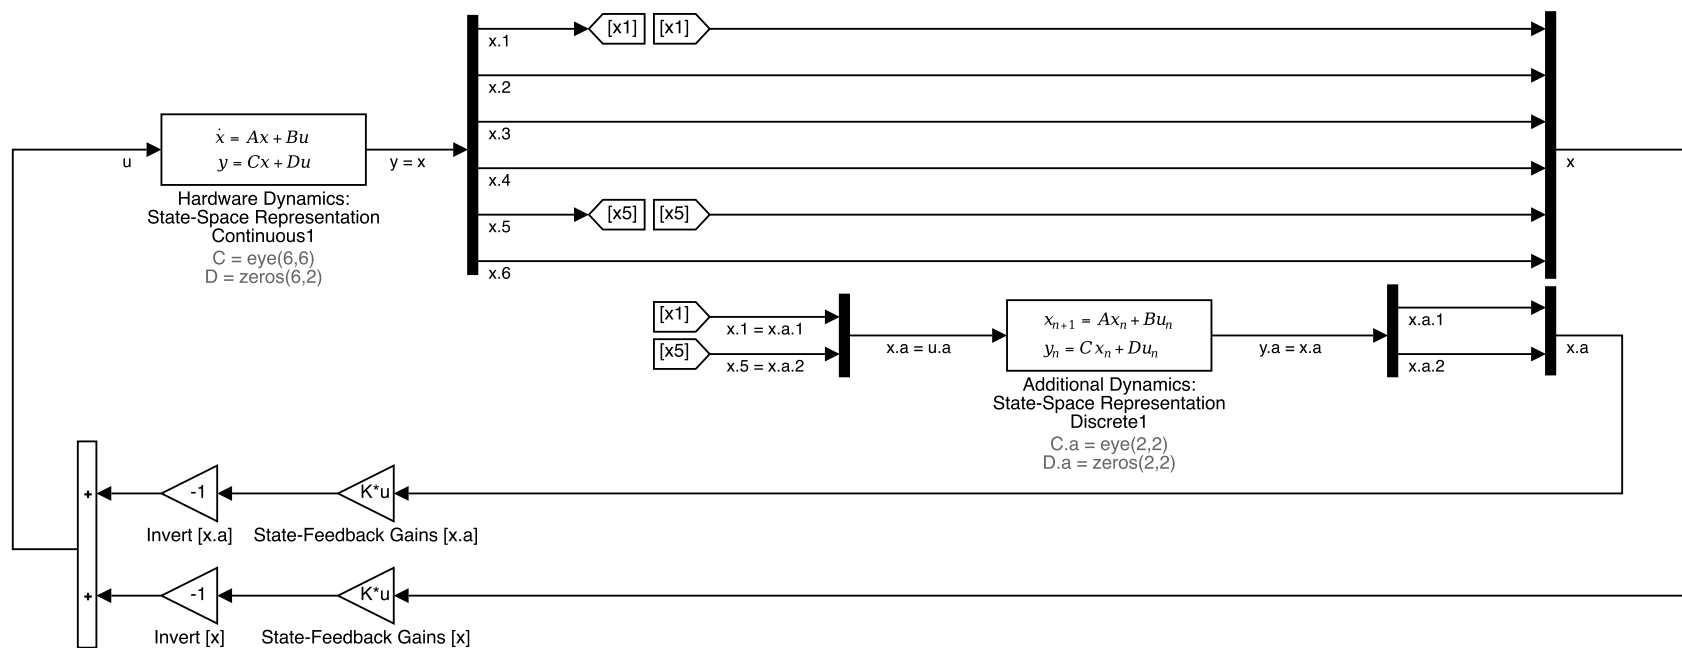 [x1] [x1]
x.1
x.2
x.3
x.4
[x5] [x5]
x.5
x.6
u
ẋ = Ax + Bu
y = Cx + Du
y = x
Hardware Dynamics:
State-Space Representation
Continuous1
C = eye(6,6)
D = zeros(6,2)
x
[x1]
x.1 = x.a.1
[x5]
x.5 = x.a.2
x.a = u.a
xₙ₊₁ = Axₙ + Buₙ
yₙ = Cxₙ + Duₙ
y.a = x.a
Additional Dynamics:
State-Space Representation
Discrete1
C.a = eye(2,2)
D.a = zeros(2,2)
x.a.1
x.a.2
x.a
+
-1
K*u
Invert [x.a]
State-Feedback Gains [x.a]
+
-1
K*u
Invert [x]
State-Feedback Gains [x]